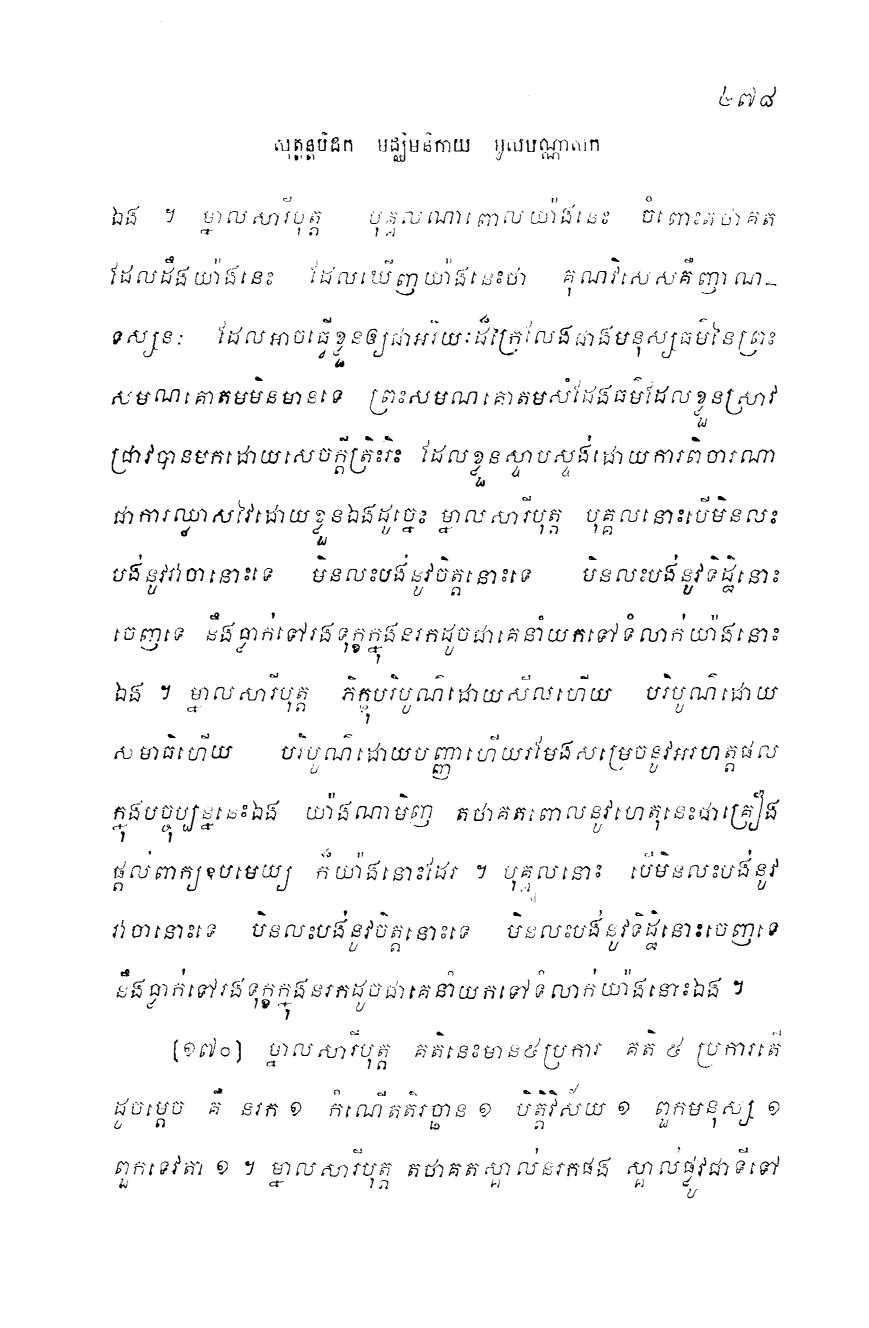 ២៧៨
សុត្តន្តបិដក មជ្ឈិមនិកាយ មូលបណ្ណាសក
ឯង ។ ម្នាលសារីបុត្ត បុគ្គលណាពោលយ៉ាងនេះ ចំពោះតថាគត
ដែលដឹងយ៉ាងនេះ ដែលឃើញយ៉ាងនេះថា គុណវិសេសគឺញាណ-
ទស្សនៈ ដែលអាចធ្វើខ្លួនឲ្យជាអរិយៈដ៏ក្រៃលែងជាងមនុស្សធម៌នៃព្រះ
សមណគោតមមិនមានទេ ព្រះសមណគោតមសំដែងធម៌ដែលខ្លួនស្រាវ
ជ្រាវបានមកដោយសេចក្តីត្រិះរិះ ដែលខ្លួនស្ទាបស្ទង់ដោយការពិចារណា
ជាការឈ្លាសវៃដោយខ្លួនឯងដូច្នេះ ម្នាលសារីបុត្ត បុគ្គលនោះបើមិនលះ
បង់នូវវាចានោះទេ មិនលះបង់នូវចិត្តនោះទេ មិនលះបង់នូវទិដ្ឋិនោះ
ចេញទេ នឹងធ្លាក់ទៅរងទុក្ខក្នុងនរកដូចជាគេនាំយកទៅទំលាក់យ៉ាងនោះ
ឯង ។ ម្នាលសារីបុត្ត ភិក្ខុបរិបូណ៌ដោយសីលហើយ បរិបូណ៌ដោយ
សមាធិហើយ បរិបូណ៌ដោយបញ្ញាហើយរមែងសម្រេចនូវអរហត្តផល
ក្នុងបច្ចុប្បន្ននេះឯង យ៉ាងណាមិញ តថាគតពោលនូវហេតុនេះជាគ្រឿង
ផ្តល់ពាក្យឧបមេយ្យ ក៏យ៉ាងនោះដែរ ។ បុគ្គលនោះ បើមិនលះបង់នូវ
វាចានោះទេ មិនលះបង់នូវចិត្តនោះទេ មិនលះបង់នូវទិដ្ឋិនោះចេញទេ
នឹងធ្លាក់ទៅរងទុក្ខក្នុងនរកដូចជាគេនាំយកទៅទំលាក់យ៉ាងនោះឯង ។
[១៧០] ម្នាលសារីបុត្ត គតិនេះមាន៥ប្រការ គតិ ៥ ប្រការតើ
ដូចម្តេច គឺ នរក ១ កំណើតតិរច្ឆាន ១ បិត្តិវិស័យ ១ ពួកមនុស្ស ១
ពួកទេវតា ១ ។ ម្នាលសារីបុត្ត តថាគតស្គាល់នរកផង ស្គាល់ផ្លូវជាទីទៅ